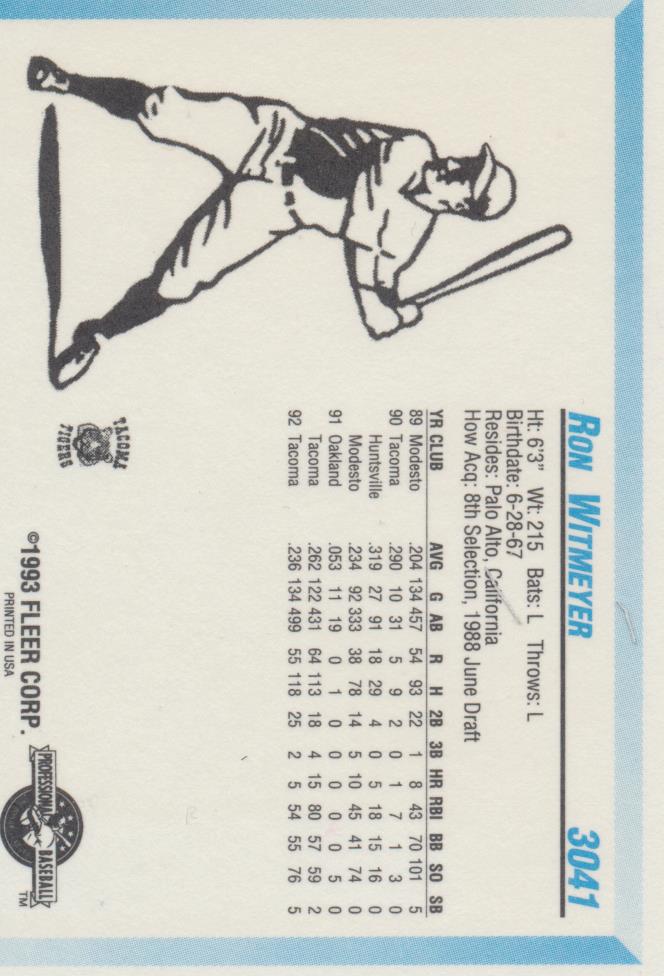 RON WITMEYER 3041
Ht: 6'3" Wt: 215 Bats: L Throws: L
Birthdate: 6-28-67
Resides: Palo Alto, California
How Acq: 8th Selection, 1988 June Draft
YR CLUB AVG G AB R H 2B 3B HR RBI BB SO SB
89 Modesto .204 134 457 54 93 22 1 8 43 70 101 5
90 Tacoma .290 10 31 5 9 2 0 1 7 1 3 0
Huntsville .319 27 91 18 29 4 0 5 18 15 16 0
Modesto .234 92 333 38 78 14 5 10 45 41 74 0
91 Oakland .053 11 19 0 1 0 0 0 0 0 5 0
Tacoma .262 122 431 64 113 18 4 15 80 57 59 2
92 Tacoma .236 134 499 55 118 25 2 5 54 55 76 5
TACOMA
TIGERS
©1993 FLEER CORP.
PRINTED IN USA
PROFESSIONAL BASEBALL TM